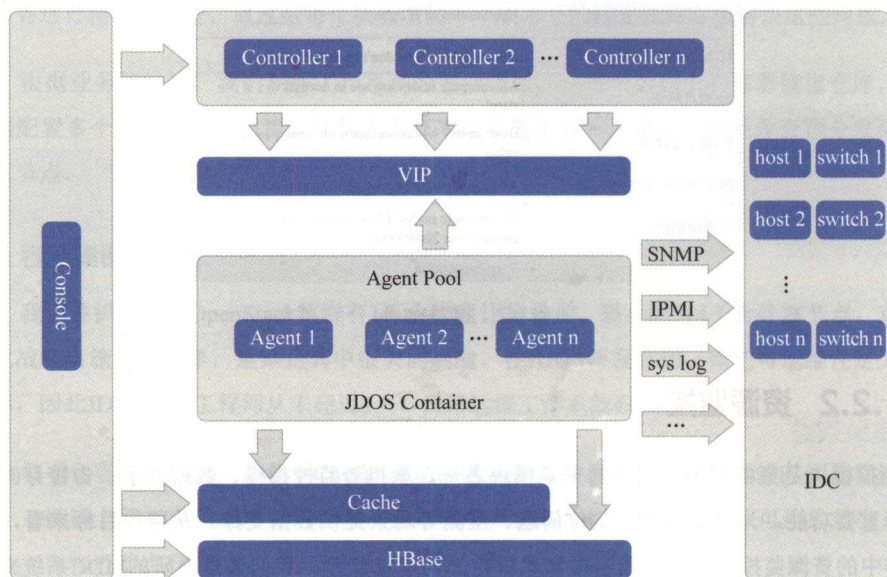 Console
Controller 1
Controller 2
...
Controller n
VIP
Agent Pool
Agent 1
Agent 2
...
Agent n
JDOS Container
Cache
HBase
SNMP
IPMI
sys log
...
host 1
switch 1
host 2
switch 2
⋮
host n
switch n
IDC